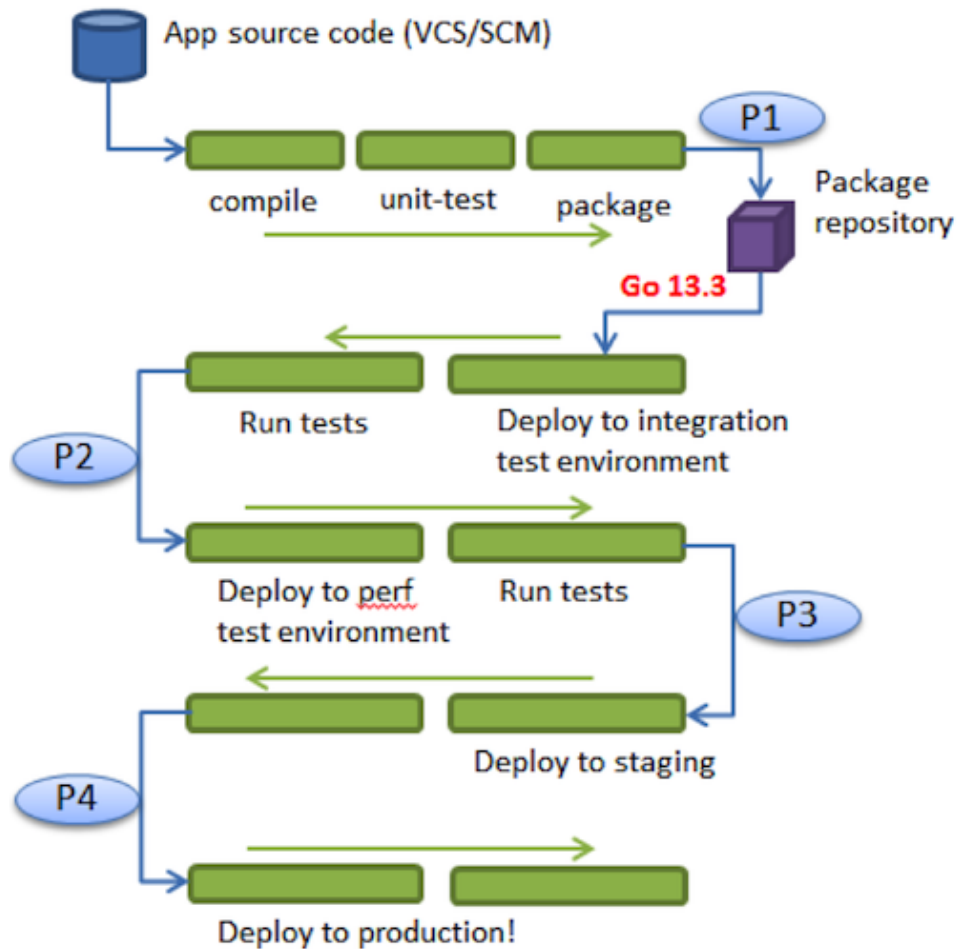 App source code (VCS/SCM)
P1
compile
unit-test
package
Package
repository
Go 13.3
Run tests
Deploy to integration
test environment
P2
Deploy to perf
test environment
Run tests
P3
Deploy to staging
P4
Deploy to production!